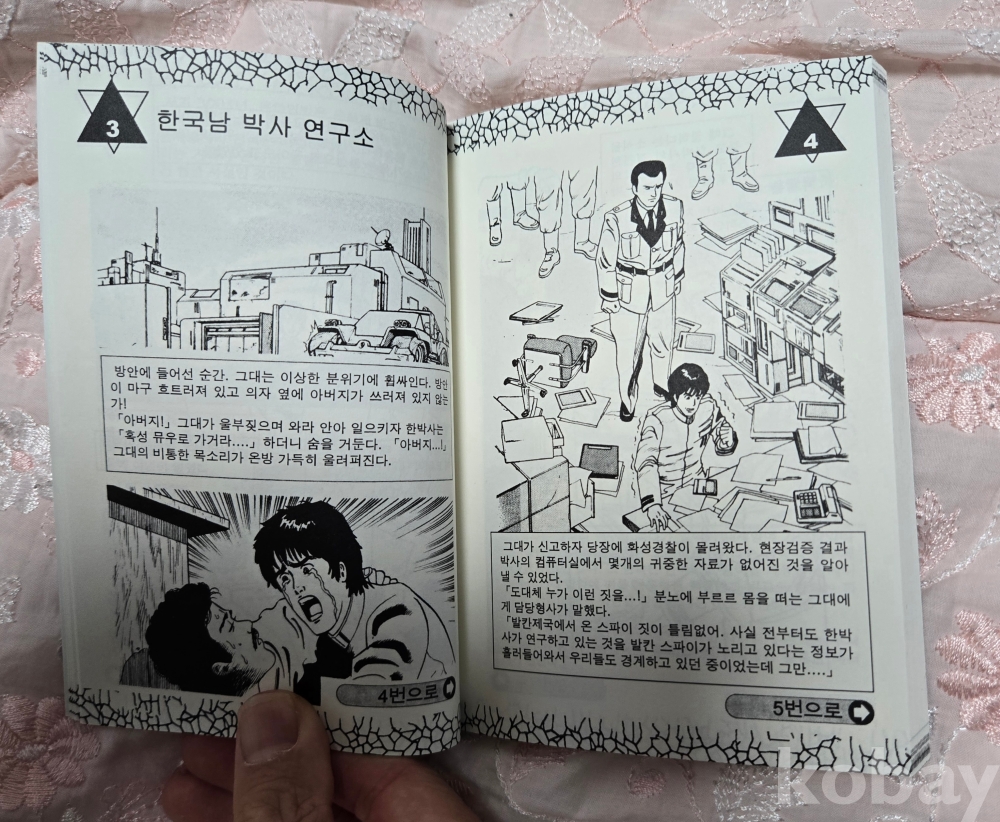 3
한국남 박사 연구소
방안에 들어선 순간. 그대는 이상한 분위기에 휩싸인다. 방안
이 마구 흐트러져 있고 의자 옆에 아버지가 쓰러져 있지 않는
가!
「아버지!」 그대가 울부짖으며 와락 안아 일으키자 한박사는
「혹성 뮤우로 가거라....」 하더니 숨을 거둔다. 「아버지...!」
그대의 비통한 목소리가 온방 가득히 울려퍼진다.
4번으로
4
그대가 신고하자 당장에 화성경찰이 몰려왔다. 현장검증 결과
박사의 컴퓨터실에서 몇개의 귀중한 자료가 없어진 것을 알아
낼 수 있었다.
「도대체 누가 이런 짓을...!」 분노에 부르르 몸을 떠는 그대에
게 담당형사가 말했다.
「발칸제국에서 온 스파이 짓이 틀림없어. 사실 전부터도 한박
사가 연구하고 있는 것을 발칸 스파이가 노리고 있다는 정보가
흘러들어와서 우리들도 경계하고 있던 중이었는데 그만....」
5번으로
kobay